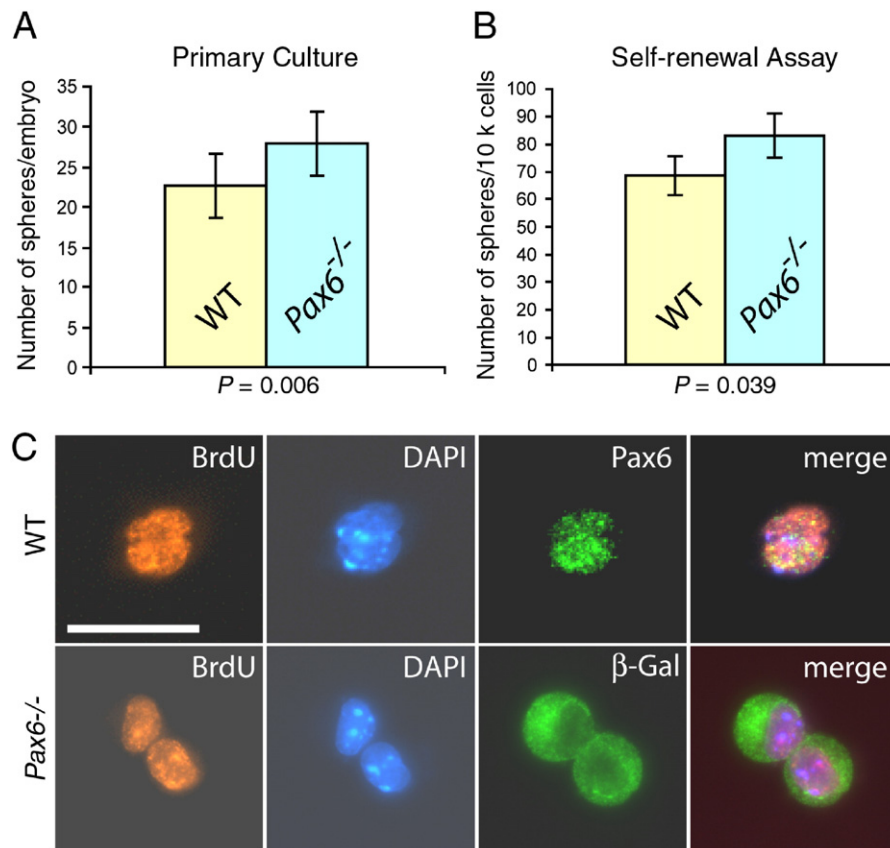 A
Primary Culture
Number of spheres/embryo
35
30
25
20
15
10
5
0
WT
Pax6-/-
P = 0.006
B
Self-renewal Assay
Number of spheres/10 k cells
100
90
80
70
60
50
40
30
20
10
0
WT
Pax6-/-
P = 0.039
C
WT
BrdU
DAPI
Pax6
merge
Pax6-/-
BrdU
DAPI
β-Gal
merge